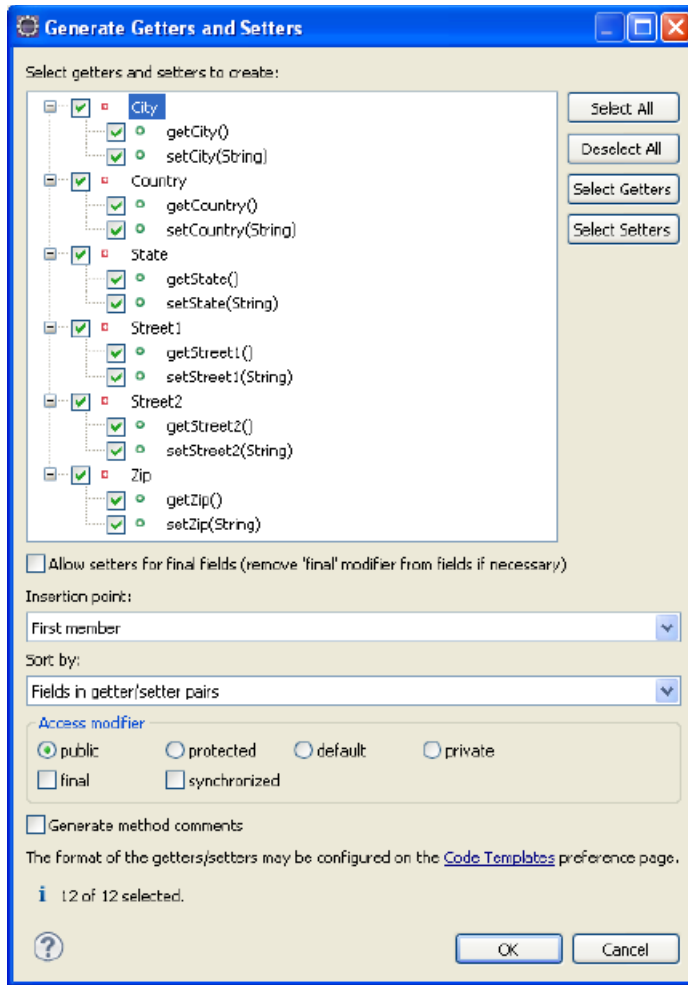 Generate Getters and Setters
Select getters and setters to create:
City
getCity()
setCity(String)
Country
getCountry()
setCountry(String)
State
getState()
setState(String)
Street1
getStreet1()
setStreet1(String)
Street2
getStreet2()
setStreet2(String)
Zip
getZip()
setZip(String)
Select All
Deselect All
Select Getters
Select Setters
Allow setters for final fields (remove 'final' modifier from fields if necessary)
Insertion point:
First member
Sort by:
Fields in getter/setter pairs
Access modifier
public protected default private
final synchronized
Generate method comments
The format of the getters/setters may be configured on the Code Templates preference page.
i 12 of 12 selected.
? OK Cancel